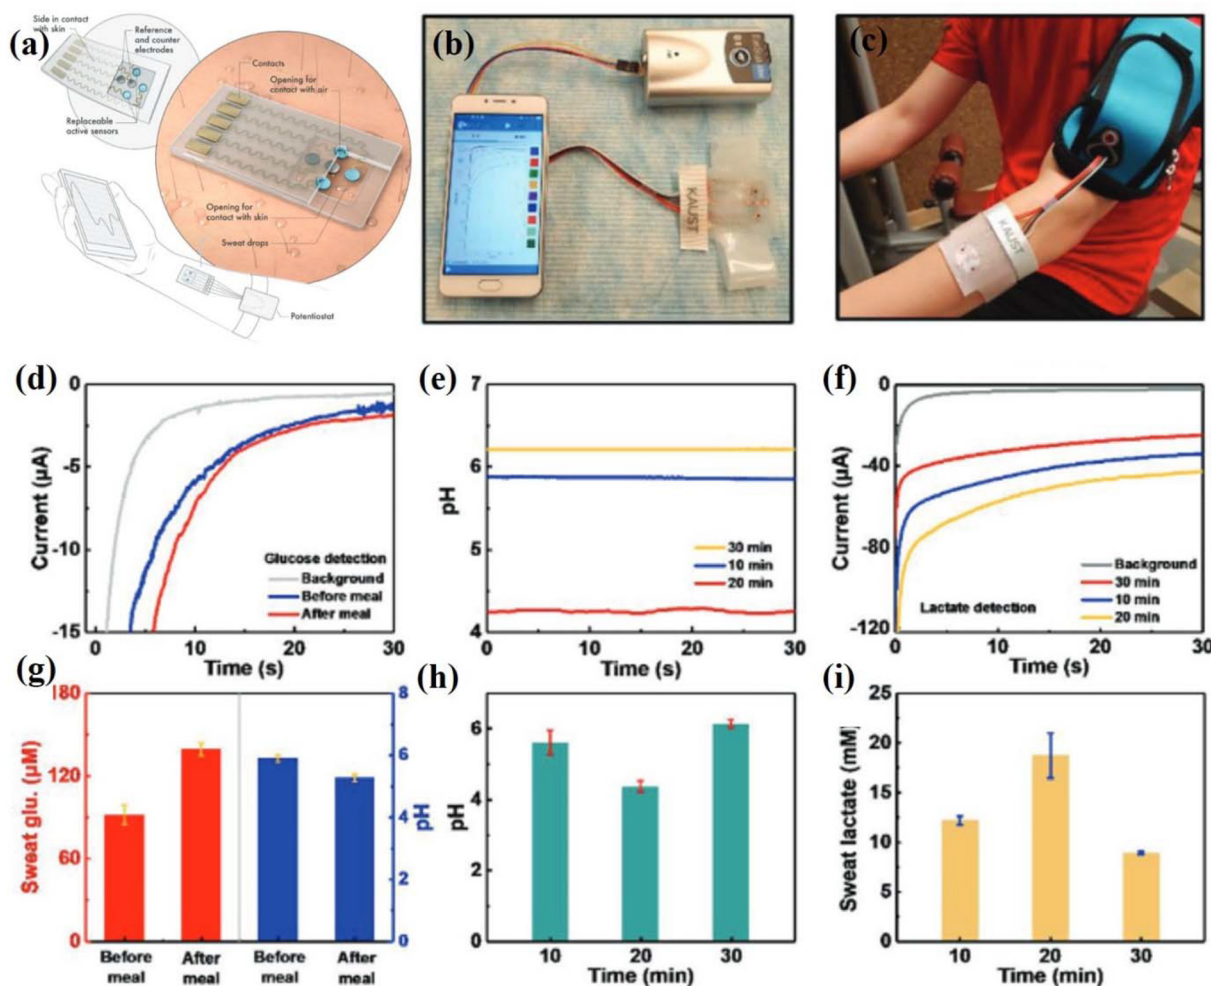 (a)
Side in contact
with skin
Reference
and counter
electrodes
Replaceable
active sensors
Contacts
Opening for
contact with air
Opening for
contact with skin
Sweat drops
Potentiostat
(b)
KAUST
(c)
KAUST
(d)
0
-5
-10
-15
Current (µA)
Glucose detection
Background
Before meal
After meal
0 10 20 30
Time (s)
(e)
7
6
5
4
pH
30 min
10 min
20 min
0 10 20 30
Time (s)
(f)
0
-40
-80
-120
Current (µA)
Background
30 min
10 min
20 min
Lactate detection
0 10 20 30
Time (s)
(g)
180
120
60
0
Sweat glu. (µM)
8
6
4
2
0
pH
Before
meal
After
meal
Before
meal
After
meal
(h)
6
4
2
0
pH
10 20 30
Time (min)
(i)
25
20
15
10
5
0
Sweat lactate (mM)
10 20 30
Time (min)